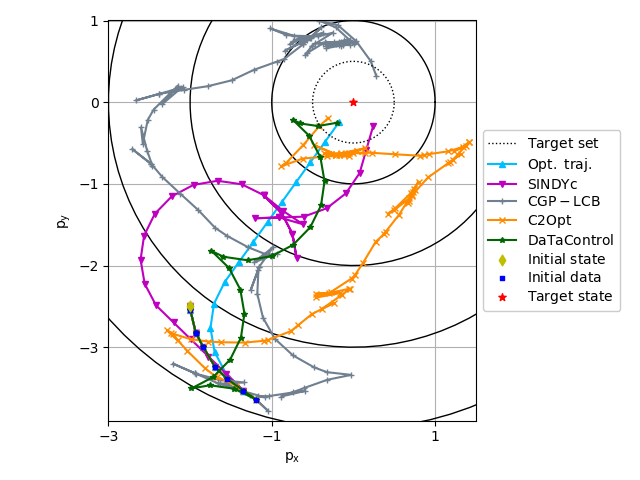 1
0
−1
−2
−3
p_y
−3
−1
1
p_x
Target set
Opt. traj.
SINDYc
CGP − LCB
C2Opt
DaTaControl
Initial state
Initial data
Target state